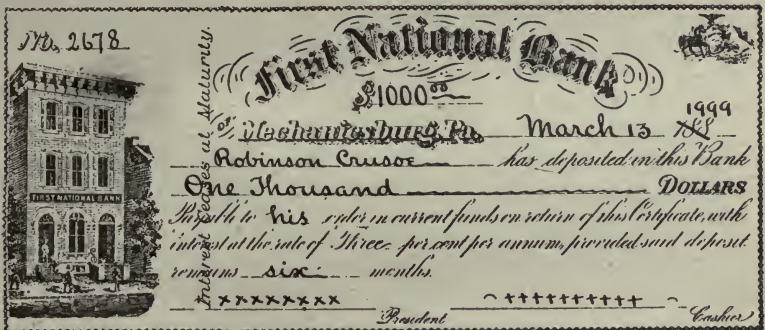 No. 2678
First National Bank
$1000 00
of Mechanicsburg, Pa. March 13 1999 188
Robinson Crusoe has deposited in this Bank
One Thousand DOLLARS
Payable to his order in current funds on return of this Certificate, with
interest at the rate of Three per cent per annum, provided said deposit
remains six months.
xxxxxxxxx ++++++++++
President Cashier
Interest Ceases at Maturity.
FIRST NATIONAL BANK